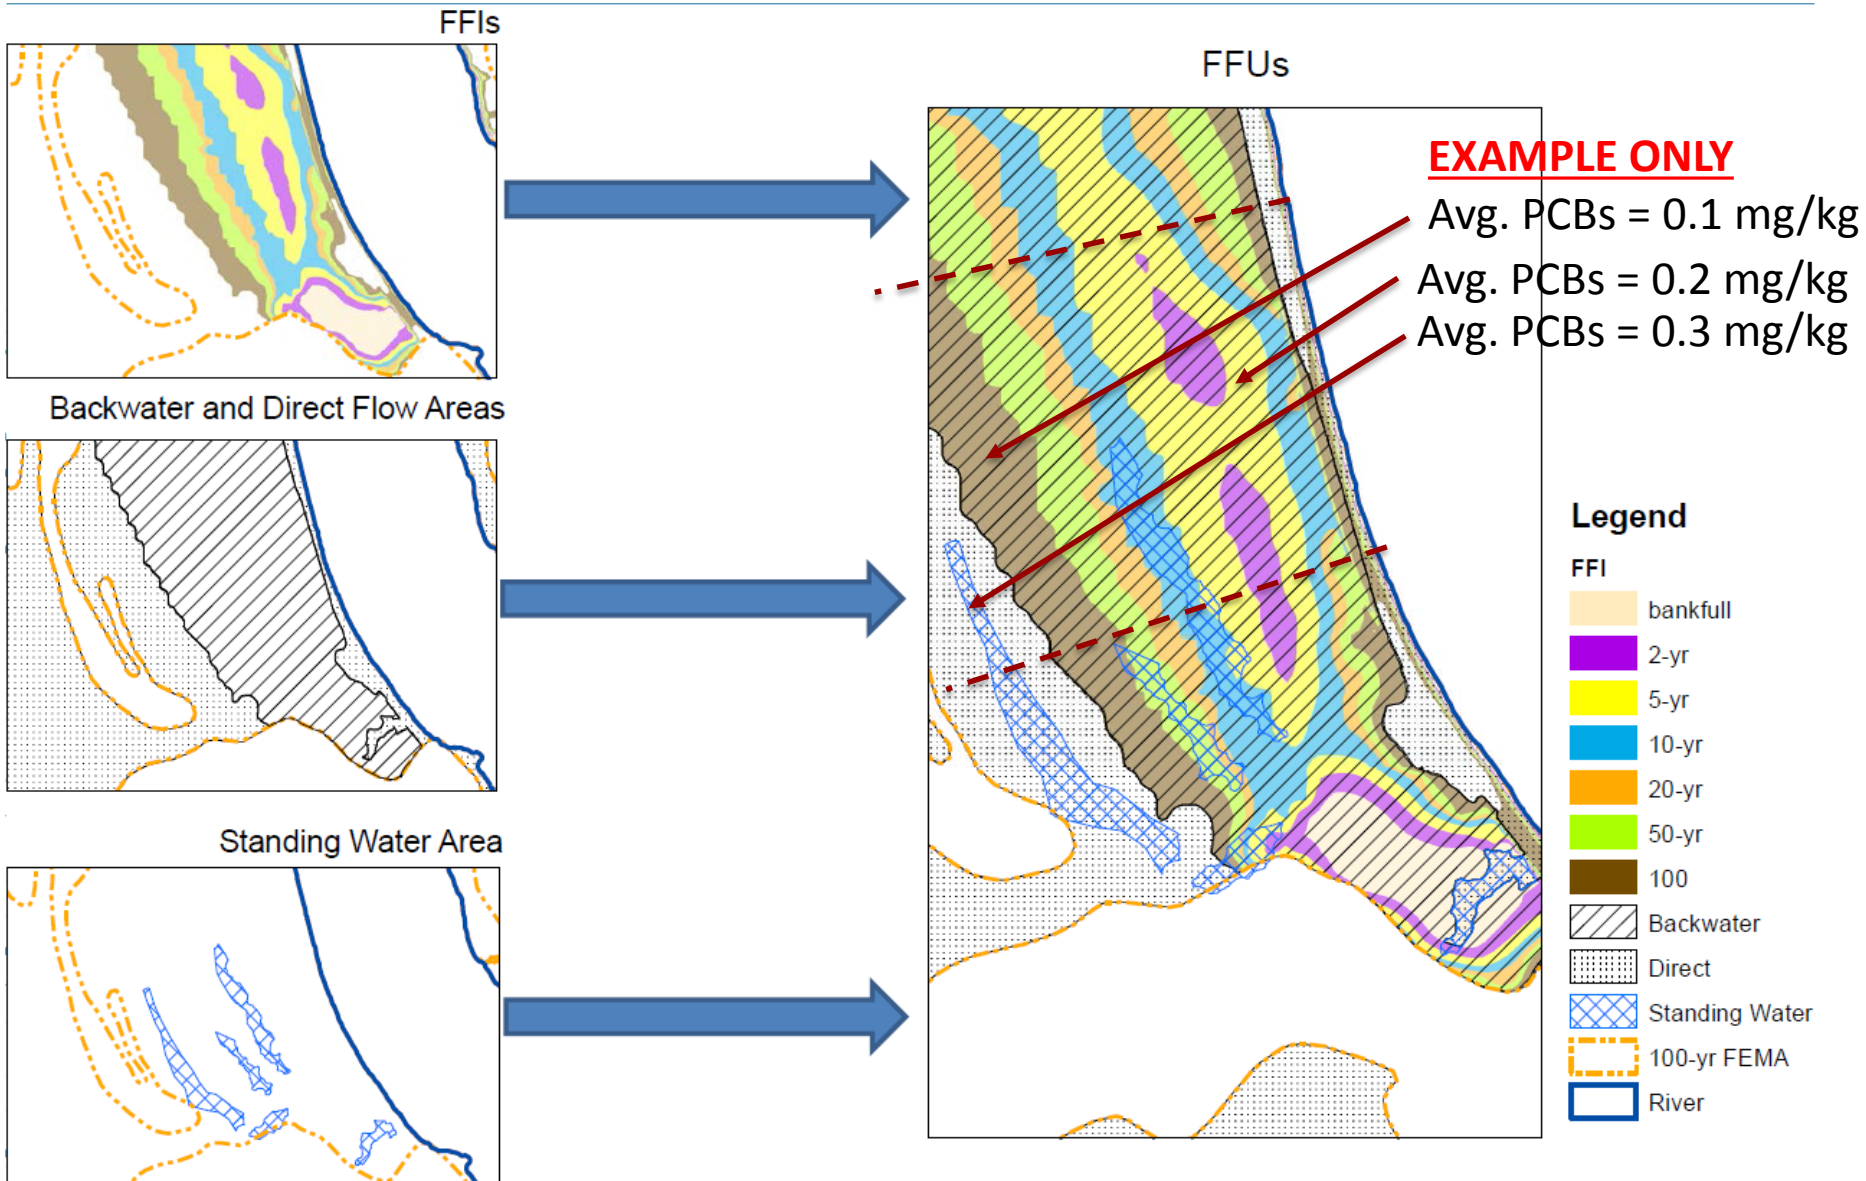 FFIs
FFUs
EXAMPLE ONLY
Avg. PCBs = 0.1 mg/kg
Avg. PCBs = 0.2 mg/kg
Avg. PCBs = 0.3 mg/kg
Backwater and Direct Flow Areas
Standing Water Area
Legend
FFI
bankfull
2-yr
5-yr
10-yr
20-yr
50-yr
100
Backwater
Direct
Standing Water
100-yr FEMA
River